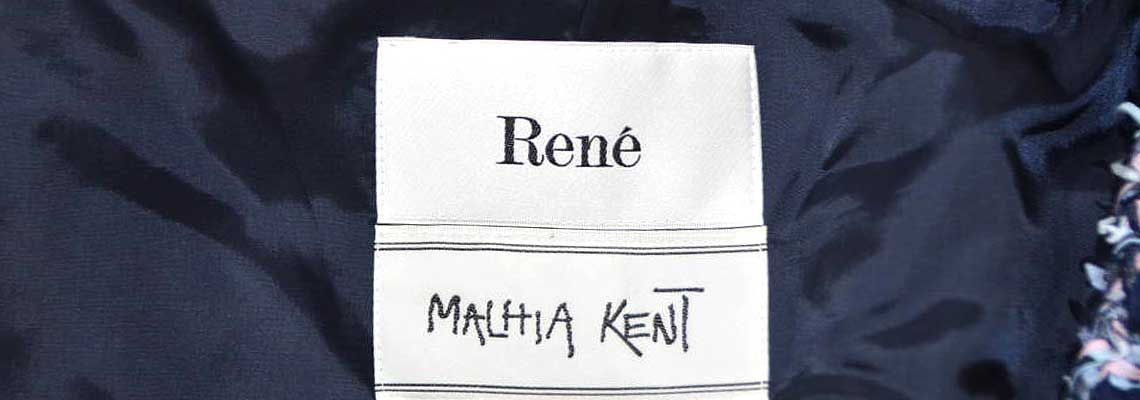 René
MALHIA KENT